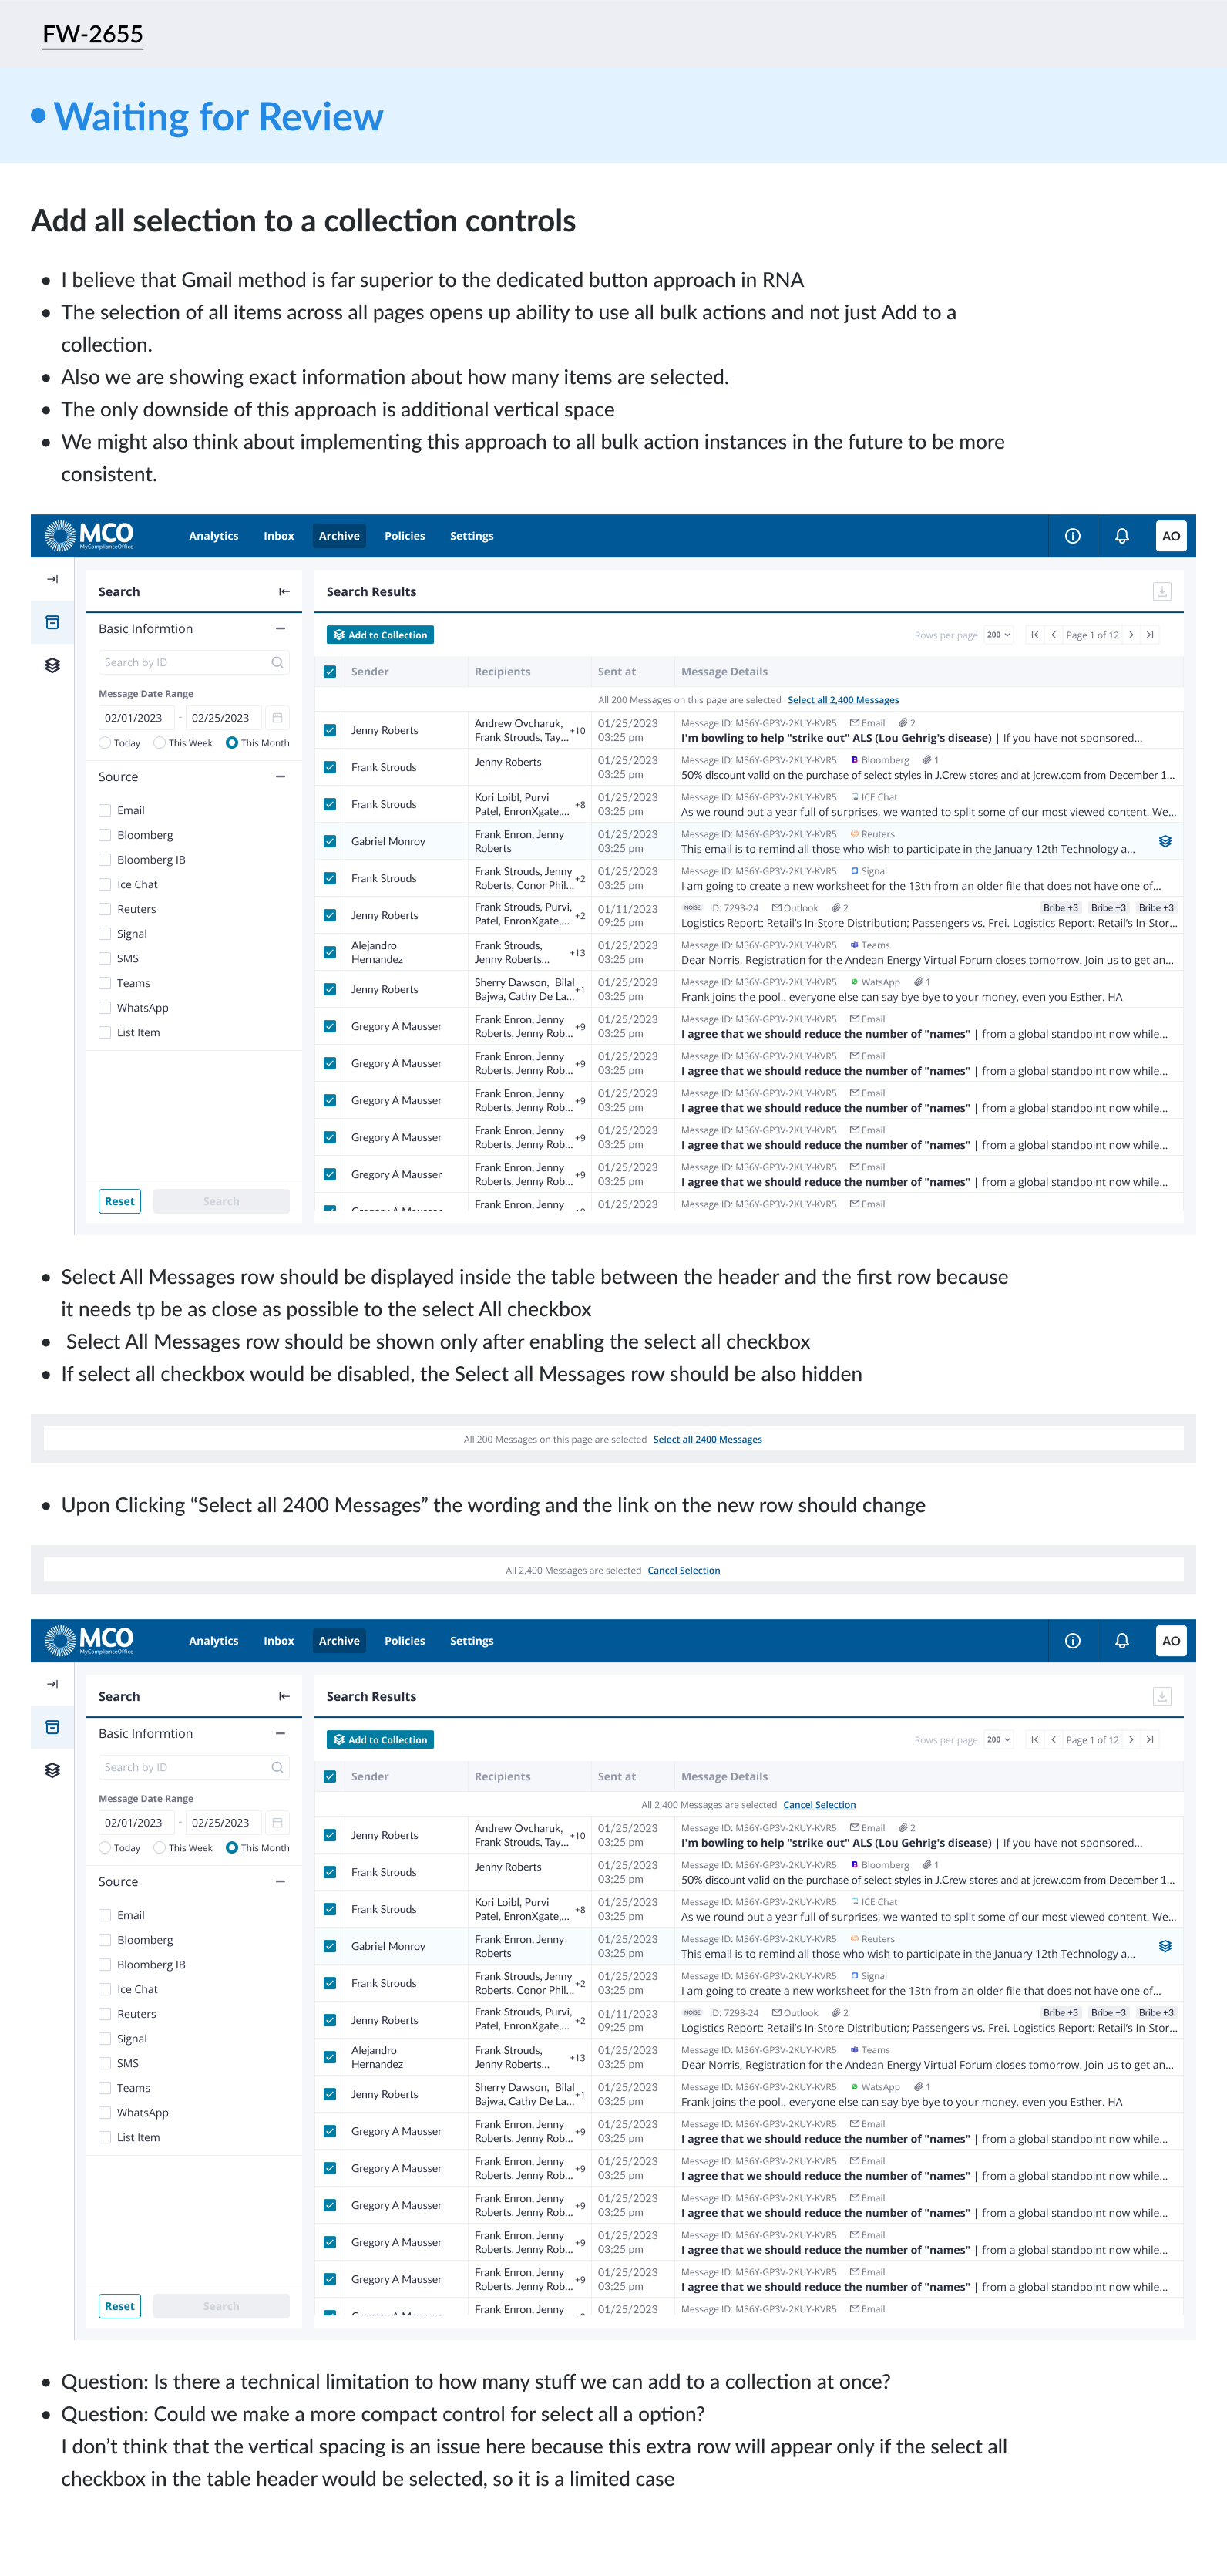 FW-2655
• Waiting for Review
Add all selection to a collection controls
• I believe that Gmail method is far superior to the dedicated button approach in RNA
• The selection of all items across all pages opens up ability to use all bulk actions and not just Add to a
collection.
• Also we are showing exact information about how many items are selected.
• The only downside of this approach is additional vertical space
• We might also think about implementing this approach to all bulk action instances in the future to be more
consistent.
MCO
MyComplianceOffice
Analytics Inbox Archive Policies Settings
AO
Search
Basic Informtion
Search by ID
Message Date Range
02/01/2023 - 02/25/2023
Today This Week This Month
Source
Email
Bloomberg
Bloomberg IB
Ice Chat
Reuters
Signal
SMS
Teams
WhatsApp
List Item
Reset Search
Search Results
Add to Collection
Rows per page 200 Page 1 of 12
Sender Recipients Sent at Message Details
All 200 Messages on this page are selected Select all 2,400 Messages
Jenny Roberts
Andrew Ovcharuk,
Frank Strouds, Tay... +10
01/25/2023
03:25 pm
Message ID: M36Y-GP3V-2KUY-KVR5 Email 2
I'm bowling to help "strike out" ALS (Lou Gehrig's disease) | If you have not sponsored...
Frank Strouds
Jenny Roberts
01/25/2023
03:25 pm
Message ID: M36Y-GP3V-2KUY-KVR5 Bloomberg 1
50% discount valid on the purchase of select styles in J.Crew stores and at jcrew.com from December 1...
Frank Strouds
Kori Loibl, Purvi
Patel, EnronXgate,... +8
01/25/2023
03:25 pm
Message ID: M36Y-GP3V-2KUY-KVR5 ICE Chat
As we round out a year full of surprises, we wanted to split some of our most viewed content. We...
Gabriel Monroy
Frank Enron, Jenny
Roberts
01/25/2023
03:25 pm
Message ID: M36Y-GP3V-2KUY-KVR5 Reuters
This email is to remind all those who wish to participate in the January 12th Technology a...
Frank Strouds
Frank Strouds, Jenny
Roberts, Conor Phil... +2
01/25/2023
03:25 pm
Message ID: M36Y-GP3V-2KUY-KVR5 Signal
I am going to create a new worksheet for the 13th from an older file that does not have one of...
Jenny Roberts
Frank Strouds, Purvi,
Patel, EnronXgate,... +2
01/11/2023
09:25 pm
NOISE ID: 7293-24 Outlook 2 Bribe +3 Bribe +3 Bribe +3
Logistics Report: Retail's In-Store Distribution; Passengers vs. Frei. Logistics Report: Retail's In-Stor...
Alejandro
Hernandez
Frank Strouds,
Jenny Roberts... +13
01/25/2023
03:25 pm
Message ID: M36Y-GP3V-2KUY-KVR5 Teams
Dear Norris, Registration for the Andean Energy Virtual Forum closes tomorrow. Join us to get an...
Jenny Roberts
Sherry Dawson, Bilal
Bajwa, Cathy De La... +1
01/25/2023
03:25 pm
Message ID: M36Y-GP3V-2KUY-KVR5 WatsApp 1
Frank joins the pool.. everyone else can say bye bye to your money, even you Esther. HA
Gregory A Mausser
Frank Enron, Jenny
Roberts, Jenny Rob... +9
01/25/2023
03:25 pm
Message ID: M36Y-GP3V-2KUY-KVR5 Email
I agree that we should reduce the number of "names" | from a global standpoint now while...
Gregory A Mausser
Frank Enron, Jenny
Roberts, Jenny Rob... +9
01/25/2023
03:25 pm
Message ID: M36Y-GP3V-2KUY-KVR5 Email
I agree that we should reduce the number of "names" | from a global standpoint now while...
Gregory A Mausser
Frank Enron, Jenny
Roberts, Jenny Rob... +9
01/25/2023
03:25 pm
Message ID: M36Y-GP3V-2KUY-KVR5 Email
I agree that we should reduce the number of "names" | from a global standpoint now while...
Gregory A Mausser
Frank Enron, Jenny
Roberts, Jenny Rob... +9
01/25/2023
03:25 pm
Message ID: M36Y-GP3V-2KUY-KVR5 Email
I agree that we should reduce the number of "names" | from a global standpoint now while...
Gregory A Mausser
Frank Enron, Jenny
Roberts, Jenny Rob... +9
01/25/2023
03:25 pm
Message ID: M36Y-GP3V-2KUY-KVR5 Email
I agree that we should reduce the number of "names" | from a global standpoint now while...
Gregory A Mausser
Frank Enron, Jenny
01/25/2023
Message ID: M36Y-GP3V-2KUY-KVR5 Email
• Select All Messages row should be displayed inside the table between the header and the first row because
it needs tp be as close as possible to the select All checkbox
• Select All Messages row should be shown only after enabling the select all checkbox
• If select all checkbox would be disabled, the Select all Messages row should be also hidden
All 200 Messages on this page are selected Select all 2400 Messages
• Upon Clicking “Select all 2400 Messages” the wording and the link on the new row should change
All 2,400 Messages are selected Cancel Selection
MCO
MyComplianceOffice
Analytics Inbox Archive Policies Settings
AO
Search
Basic Informtion
Search by ID
Message Date Range
02/01/2023 - 02/25/2023
Today This Week This Month
Source
Email
Bloomberg
Bloomberg IB
Ice Chat
Reuters
Signal
SMS
Teams
WhatsApp
List Item
Reset Search
Search Results
Add to Collection
Rows per page 200 Page 1 of 12
Sender Recipients Sent at Message Details
All 2,400 Messages are selected Cancel Selection
Jenny Roberts
Andrew Ovcharuk,
Frank Strouds, Tay... +10
01/25/2023
03:25 pm
Message ID: M36Y-GP3V-2KUY-KVR5 Email 2
I'm bowling to help "strike out" ALS (Lou Gehrig's disease) | If you have not sponsored...
Frank Strouds
Jenny Roberts
01/25/2023
03:25 pm
Message ID: M36Y-GP3V-2KUY-KVR5 Bloomberg 1
50% discount valid on the purchase of select styles in J.Crew stores and at jcrew.com from December 1...
Frank Strouds
Kori Loibl, Purvi
Patel, EnronXgate,... +8
01/25/2023
03:25 pm
Message ID: M36Y-GP3V-2KUY-KVR5 ICE Chat
As we round out a year full of surprises, we wanted to split some of our most viewed content. We...
Gabriel Monroy
Frank Enron, Jenny
Roberts
01/25/2023
03:25 pm
Message ID: M36Y-GP3V-2KUY-KVR5 Reuters
This email is to remind all those who wish to participate in the January 12th Technology a...
Frank Strouds
Frank Strouds, Jenny
Roberts, Conor Phil... +2
01/25/2023
03:25 pm
Message ID: M36Y-GP3V-2KUY-KVR5 Signal
I am going to create a new worksheet for the 13th from an older file that does not have one of...
Jenny Roberts
Frank Strouds, Purvi,
Patel, EnronXgate,... +2
01/11/2023
09:25 pm
NOISE ID: 7293-24 Outlook 2 Bribe +3 Bribe +3 Bribe +3
Logistics Report: Retail's In-Store Distribution; Passengers vs. Frei. Logistics Report: Retail's In-Stor...
Alejandro
Hernandez
Frank Strouds,
Jenny Roberts... +13
01/25/2023
03:25 pm
Message ID: M36Y-GP3V-2KUY-KVR5 Teams
Dear Norris, Registration for the Andean Energy Virtual Forum closes tomorrow. Join us to get an...
Jenny Roberts
Sherry Dawson, Bilal
Bajwa, Cathy De La... +1
01/25/2023
03:25 pm
Message ID: M36Y-GP3V-2KUY-KVR5 WatsApp 1
Frank joins the pool.. everyone else can say bye bye to your money, even you Esther. HA
Gregory A Mausser
Frank Enron, Jenny
Roberts, Jenny Rob... +9
01/25/2023
03:25 pm
Message ID: M36Y-GP3V-2KUY-KVR5 Email
I agree that we should reduce the number of "names" | from a global standpoint now while...
Gregory A Mausser
Frank Enron, Jenny
Roberts, Jenny Rob... +9
01/25/2023
03:25 pm
Message ID: M36Y-GP3V-2KUY-KVR5 Email
I agree that we should reduce the number of "names" | from a global standpoint now while...
Gregory A Mausser
Frank Enron, Jenny
Roberts, Jenny Rob... +9
01/25/2023
03:25 pm
Message ID: M36Y-GP3V-2KUY-KVR5 Email
I agree that we should reduce the number of "names" | from a global standpoint now while...
Gregory A Mausser
Frank Enron, Jenny
Roberts, Jenny Rob... +9
01/25/2023
03:25 pm
Message ID: M36Y-GP3V-2KUY-KVR5 Email
I agree that we should reduce the number of "names" | from a global standpoint now while...
Gregory A Mausser
Frank Enron, Jenny
Roberts, Jenny Rob... +9
01/25/2023
03:25 pm
Message ID: M36Y-GP3V-2KUY-KVR5 Email
I agree that we should reduce the number of "names" | from a global standpoint now while...
Gregory A Mausser
Frank Enron, Jenny
01/25/2023
Message ID: M36Y-GP3V-2KUY-KVR5 Email
• Question: Is there a technical limitation to how many stuff we can add to a collection at once?
• Question: Could we make a more compact control for select all a option?
I don’t think that the vertical spacing is an issue here because this extra row will appear only if the select all
checkbox in the table header would be selected, so it is a limited case